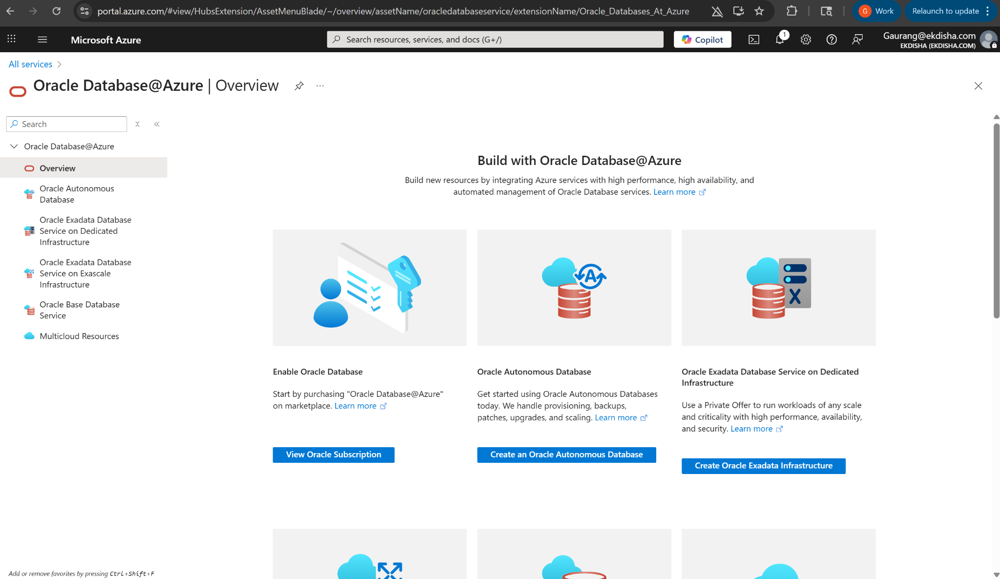 portal.azure.com/#view/HubsExtension/AssetMenuBlade/~/overview/assetName/oracledatabaseservice/extensionName/Oracle_Databases_At_Azure
G Work
Relaunch to update
Microsoft Azure
Search resources, services, and docs (G+/)
Copilot
1
Gaurang@ekdisha.com
EKDISHA (EKDISHA.COM)
All services
Oracle Database@Azure | Overview
Search
Oracle Database@Azure
Overview
Oracle Autonomous
Database
Oracle Exadata Database
Service on Dedicated
Infrastructure
Oracle Exadata Database
Service on Exascale
Infrastructure
Oracle Base Database
Service
Multicloud Resources
Add or remove favorites by pressing Ctrl+Shift+F
Build with Oracle Database@Azure
Build new resources by integrating Azure services with high performance, high availability, and
automated management of Oracle Database services. Learn more
A
X
Enable Oracle Database
Start by purchasing "Oracle Database@Azure"
on marketplace. Learn more
View Oracle Subscription
Oracle Autonomous Database
Get started using Oracle Autonomous Databases
today. We handle provisioning, backups,
patches, upgrades, and scaling. Learn more
Create an Oracle Autonomous Database
Oracle Exadata Database Service on Dedicated
Infrastructure
Use a Private Offer to run workloads of any scale
and criticality with high performance, availability,
and security. Learn more
Create Oracle Exadata Infrastructure